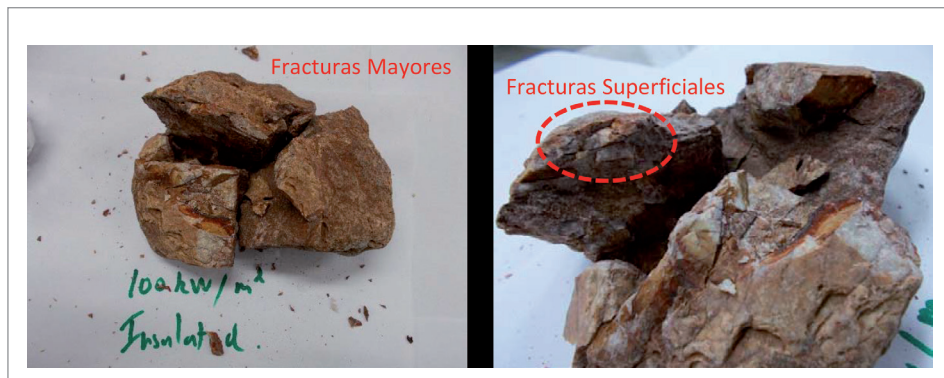 Fracturas Mayores
Fracturas Superficiales
100kW/m²
Insulated.